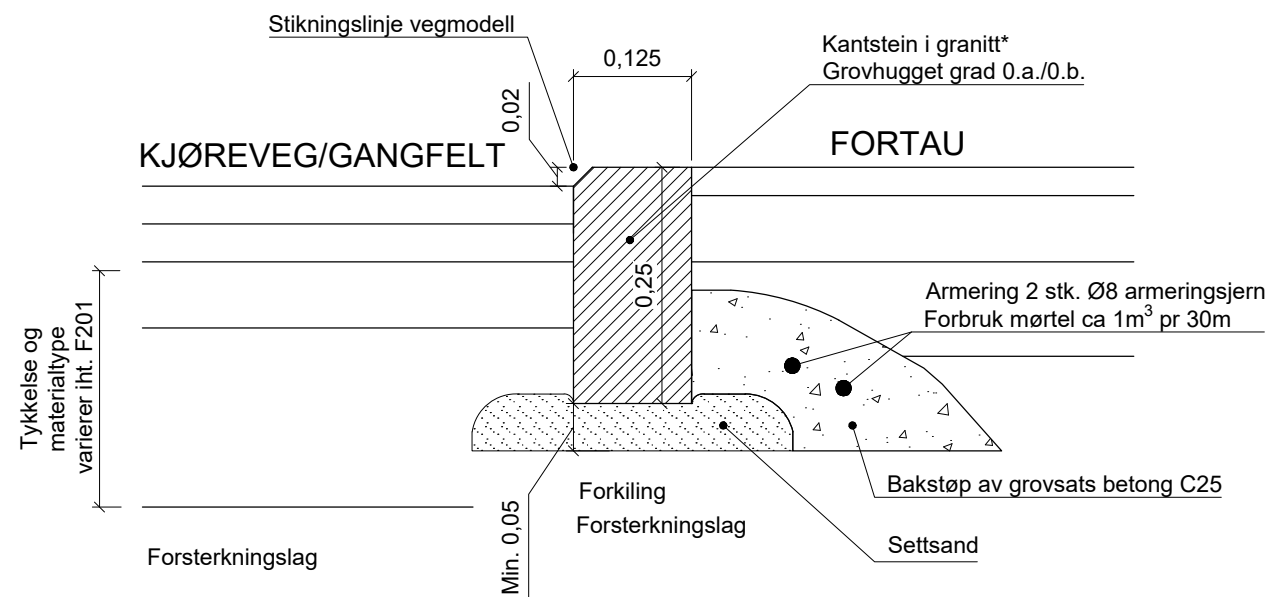 Stikningslinje vegmodell
Kantstein i granitt*
Grovhugget grad 0.a./0.b.
0,125
0,02
KJØREVEG/GANGFELT
FORTAU
0,25
Armering 2 stk. Ø8 armeringsjern
Forbruk mørtel ca 1m³ pr 30m
Tykkelse og
materialtype
varierer iht. F201
Bakstøp av grovsats betong C25
Forkiling
Forsterkningslag
Min. 0,05
Settsand
Forsterkningslag